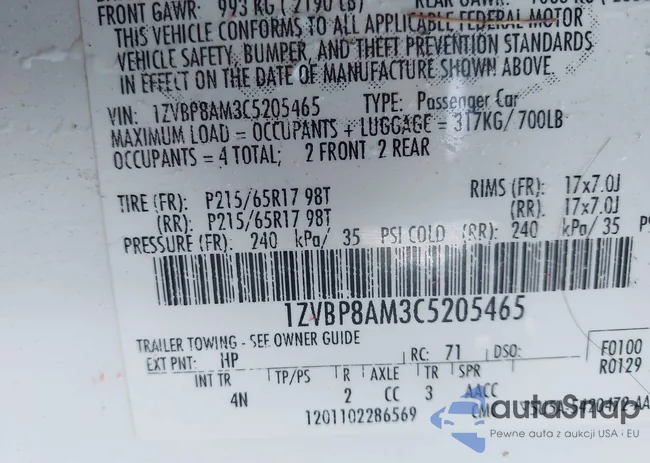 FRONT GAWR: 993 KG (2190 LB) REAR GAWR:
THIS VEHICLE CONFORMS TO ALL APPLICABLE FEDERAL MOTOR
VEHICLE SAFETY, BUMPER, AND THEFT PREVENTION STANDARDS
IN EFFECT ON THE DATE OF MANUFACTURE SHOWN ABOVE.
VIN: 1ZVBP8AM3C5205465 TYPE: Passenger Car
MAXIMUM LOAD = OCCUPANTS + LUGGAGE = 317KG/ 700LB
OCCUPANTS = 4 TOTAL; 2 FRONT 2 REAR
TIRE (FR): P215/65R17 98T RIMS (FR): 17x7.0J
(RR): P215/65R17 98T (RR): 17x7.0J
PRESSURE (FR): 240 kPa/ 35 PSI COLD (RR): 240 kPa/ 35
1ZVBP8AM3C5205465
TRAILER TOWING - SEE OWNER GUIDE
EXT PNT: HP RC: 71 DSO: F0100
INT TR TP/PS R AXLE TR SPR R0129
4N 2 CC 3 AACC
1201102286569
autoSnap
Pewne auta z aukcji USA i EU